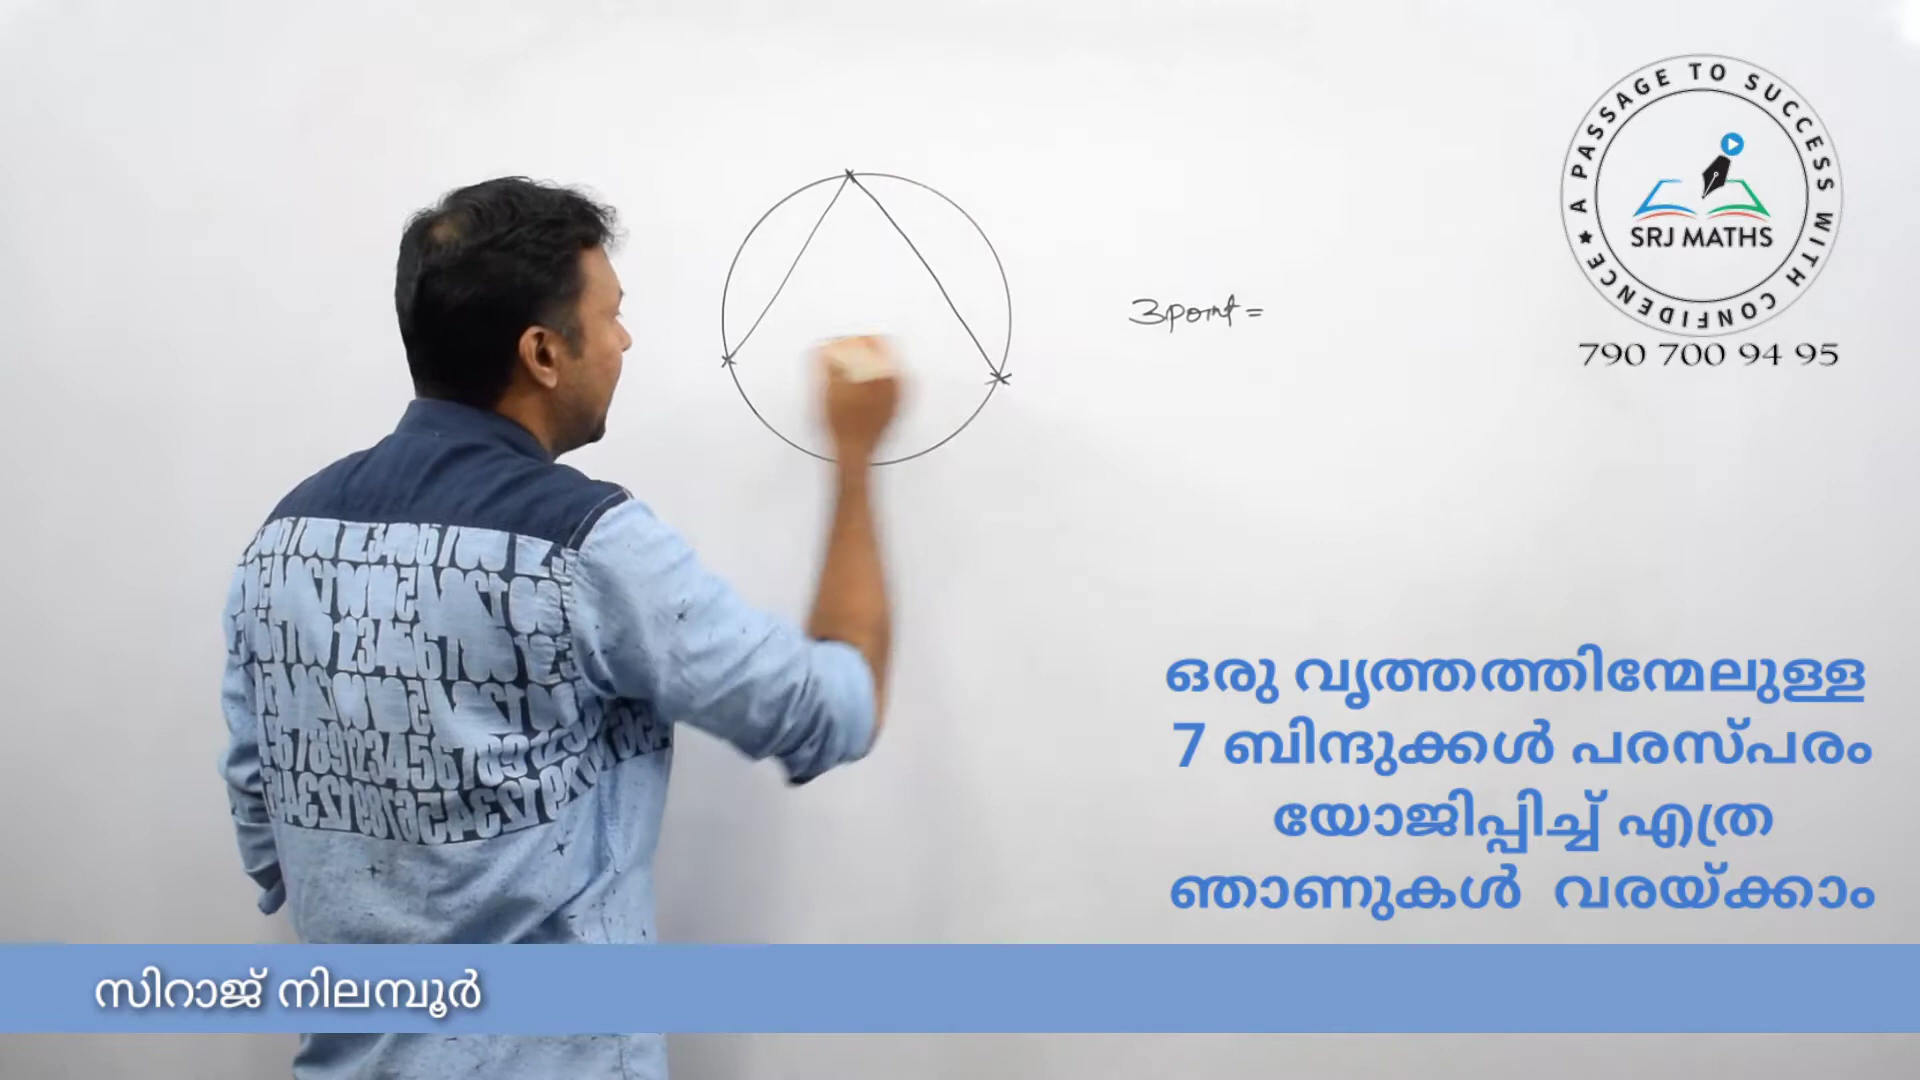 A PASSAGE TO SUCCESS WITH CONFIDENCE ★
SRJ MATHS
790 700 94 95
3point =
ഒരു വൃത്തത്തിന്മേലുള്ള
7 ബിന്ദുക്കൾ പരസ്പരം
യോജിപ്പിച്ച് എത്ര
ഞാണുകൾ വരയ്ക്കാം
സിറാജ് നിലമ്പൂർ